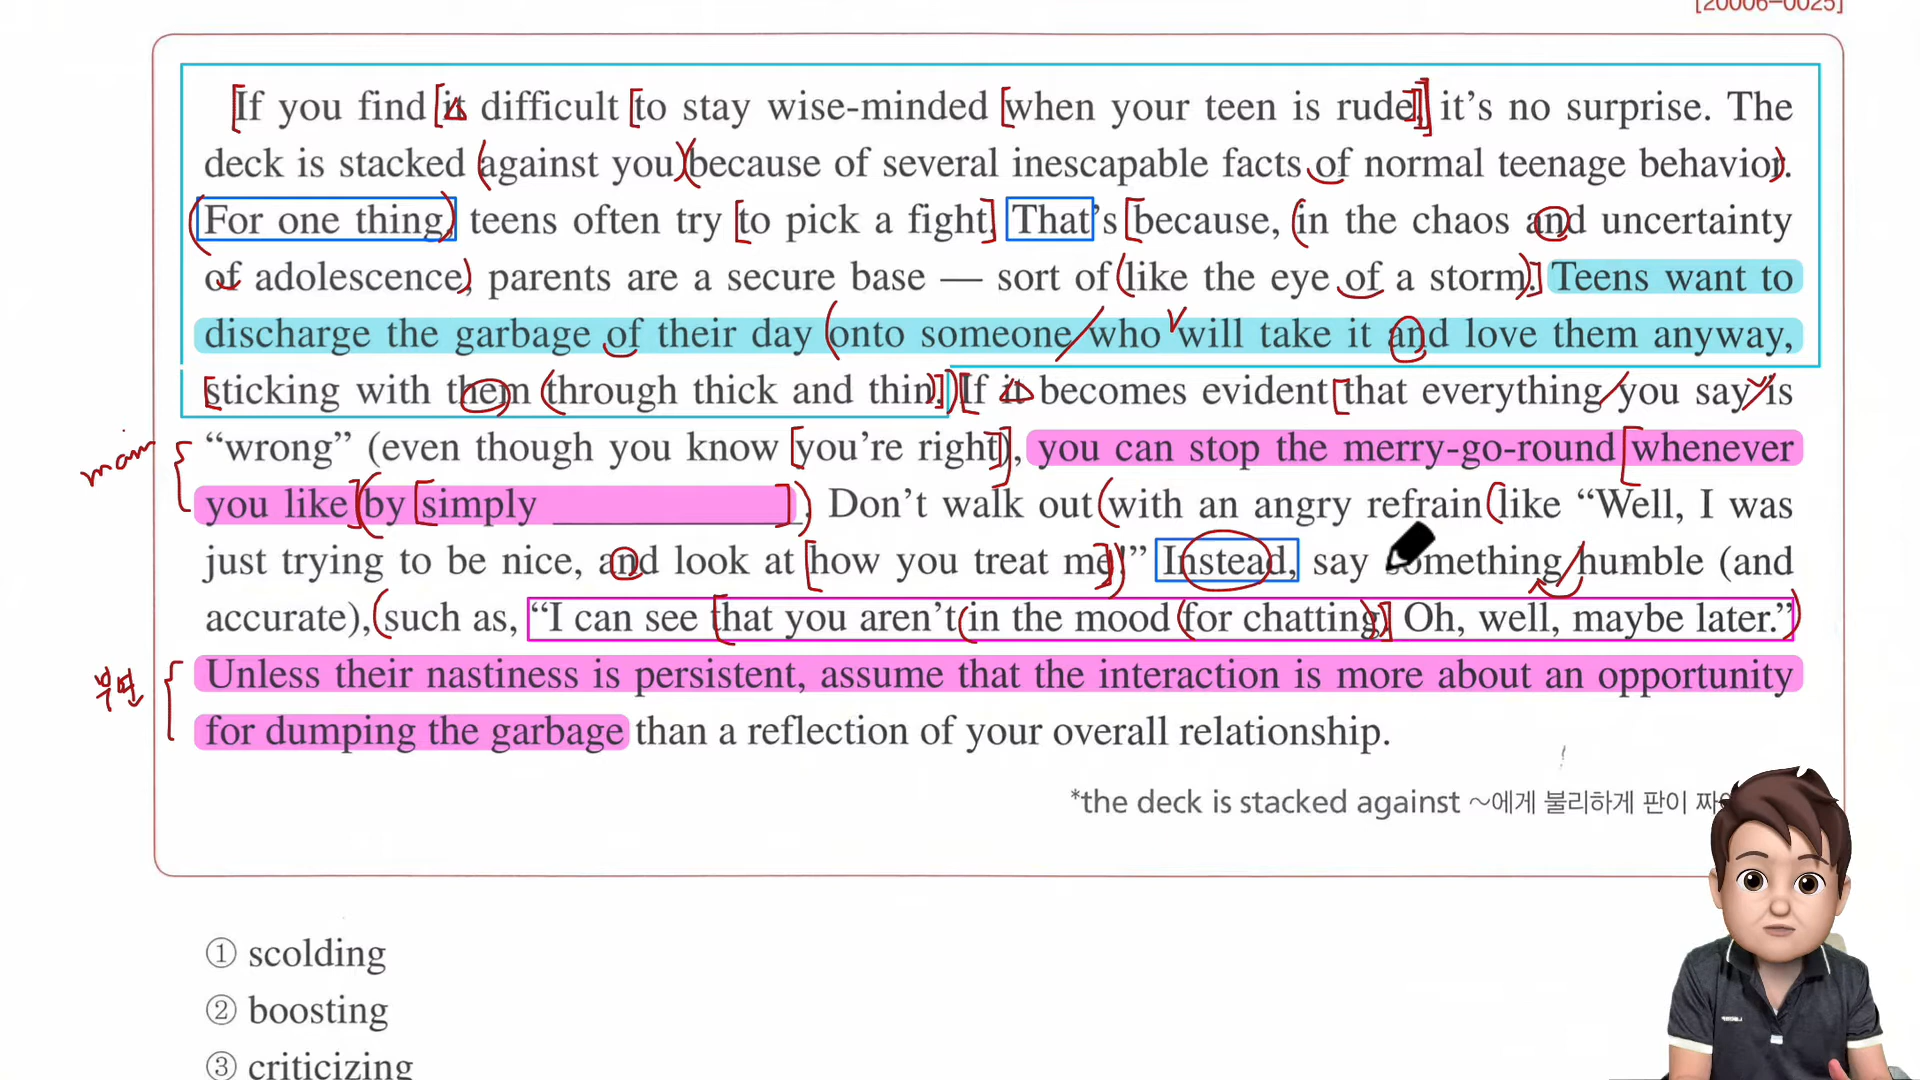 [20006-0025]
If you find it difficult to stay wise-minded when your teen is rude, it's no surprise. The
deck is stacked against you because of several inescapable facts of normal teenage behavior.
For one thing, teens often try to pick a fight. That's because, in the chaos and uncertainty
of adolescence, parents are a secure base — sort of like the eye of a storm. Teens want to
discharge the garbage of their day onto someone who will take it and love them anyway,
sticking with them through thick and thin. If it becomes evident that everything you say is
“wrong” (even though you know you're right), you can stop the merry-go-round whenever
main
you like by simply ____________. Don't walk out with an angry refrain like “Well, I was
just trying to be nice, and look at how you treat me!” Instead, say something humble (and
accurate), such as, “I can see that you aren't in the mood for chatting. Oh, well, maybe later.”
Unless their nastiness is persistent, assume that the interaction is more about an opportunity
부연
for dumping the garbage than a reflection of your overall relationship.
*the deck is stacked against ～에게 불리하게 판이
① scolding
② boosting
③ criticizing